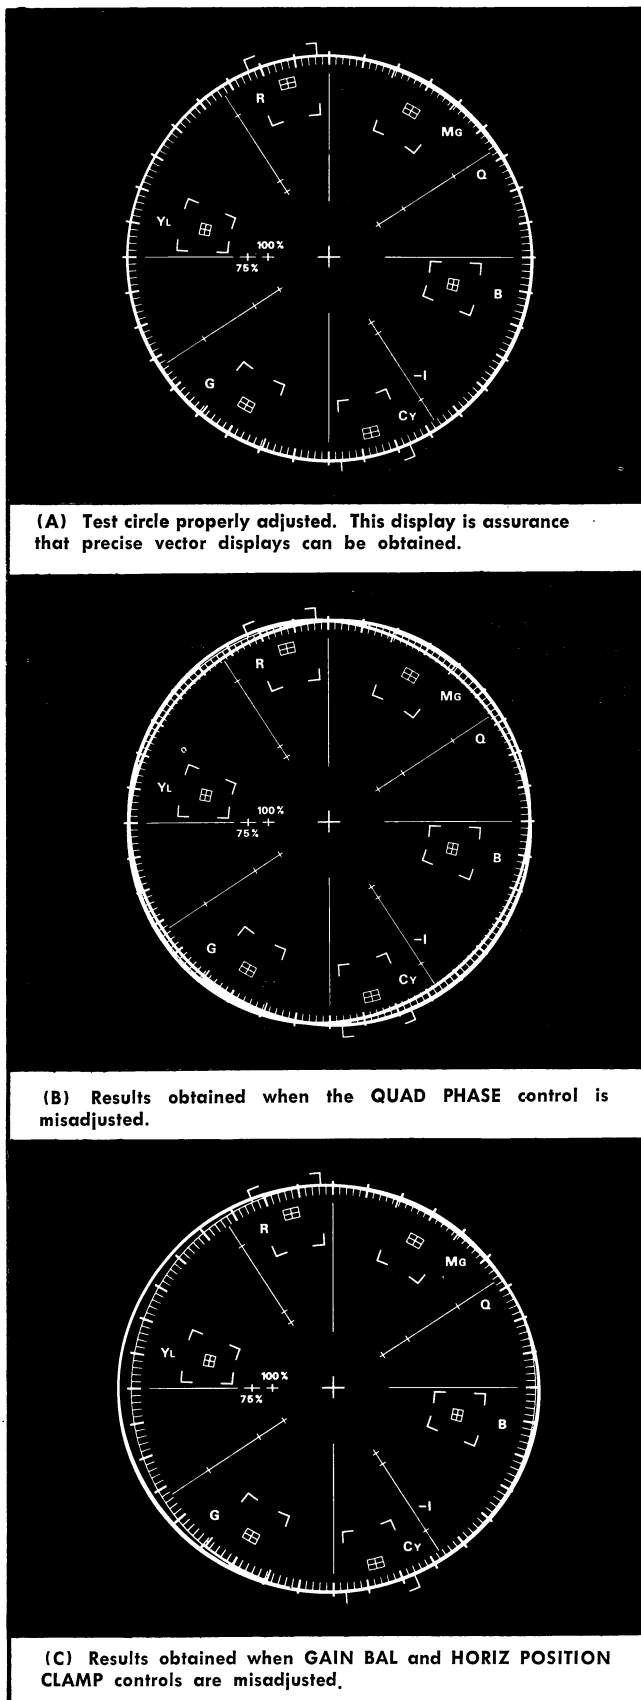 R
MG
Q
YL
100%
75%
B
G
-I
CY
(A) Test circle properly adjusted. This display is assurance
that precise vector displays can be obtained.
R
MG
Q
YL
100%
75%
B
G
-I
CY
(B) Results obtained when the QUAD PHASE control is
misadjusted.
R
MG
Q
YL
100%
75%
B
G
-I
CY
(C) Results obtained when GAIN BAL and HORIZ POSITION
CLAMP controls are misadjusted.